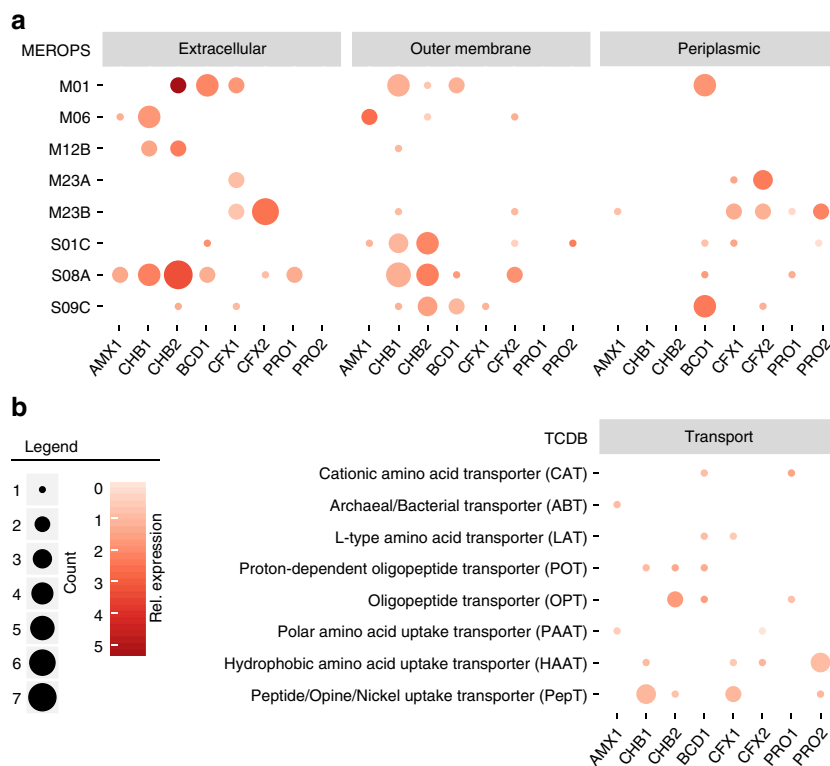 a
MEROPS
Extracellular
Outer membrane
Periplasmic
M01
M06
M12B
M23A
M23B
S01C
S08A
S09C
AMX1
CHB1
CHB2
BCD1
CFX1
CFX2
PRO1
PRO2
AMX1
CHB1
CHB2
BCD1
CFX1
CFX2
PRO1
PRO2
AMX1
CHB1
CHB2
BCD1
CFX1
CFX2
PRO1
PRO2
b
Legend
1
2
3
4
5
6
7
Count
0
1
2
3
4
5
Rel. expression
TCDB
Transport
Cationic amino acid transporter (CAT)
Archaeal/Bacterial transporter (ABT)
L-type amino acid transporter (LAT)
Proton-dependent oligopeptide transporter (POT)
Oligopeptide transporter (OPT)
Polar amino acid uptake transporter (PAAT)
Hydrophobic amino acid uptake transporter (HAAT)
Peptide/Opine/Nickel uptake transporter (PepT)
AMX1
CHB1
CHB2
BCD1
CFX1
CFX2
PRO1
PRO2